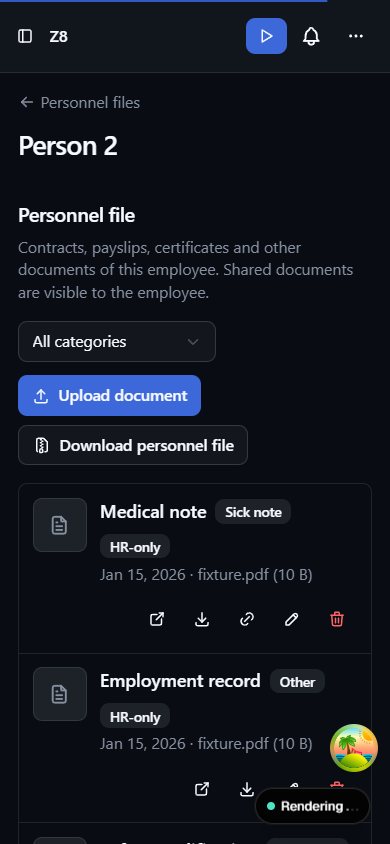 Z8
Personnel files
Person 2
Personnel file
Contracts, payslips, certificates and other
documents of this employee. Shared documents
are visible to the employee.
All categories
Upload document
Download personnel file
Medical note Sick note
HR-only
Jan 15, 2026 · fixture.pdf (10 B)
Employment record Other
HR-only
Jan 15, 2026 · fixture.pdf (10 B)
Rendering ...